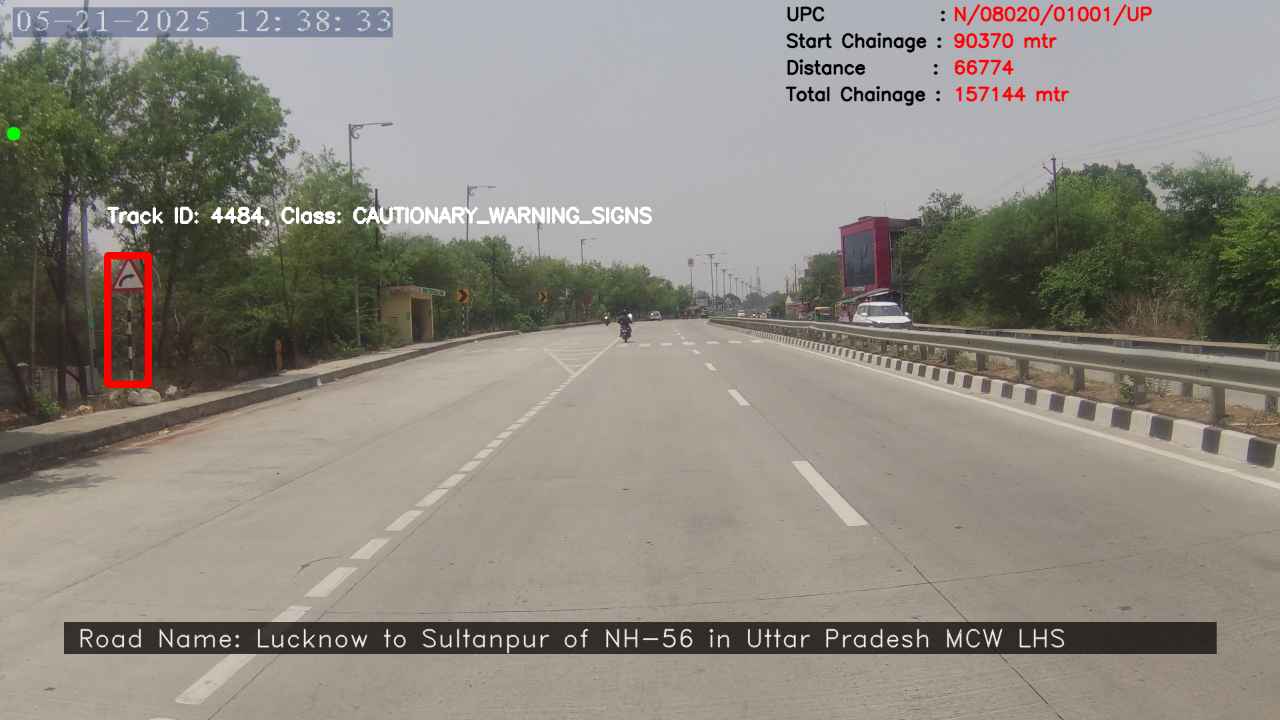 05-21-2025 12:38:33
UPC : N/08020/01001/UP
Start Chainage : 90370 mtr
Distance : 66774
Total Chainage : 157144 mtr
Track ID: 4484, Class: CAUTIONARY_WARNING_SIGNS
Road Name: Lucknow to Sultanpur of NH-56 in Uttar Pradesh MCW LHS